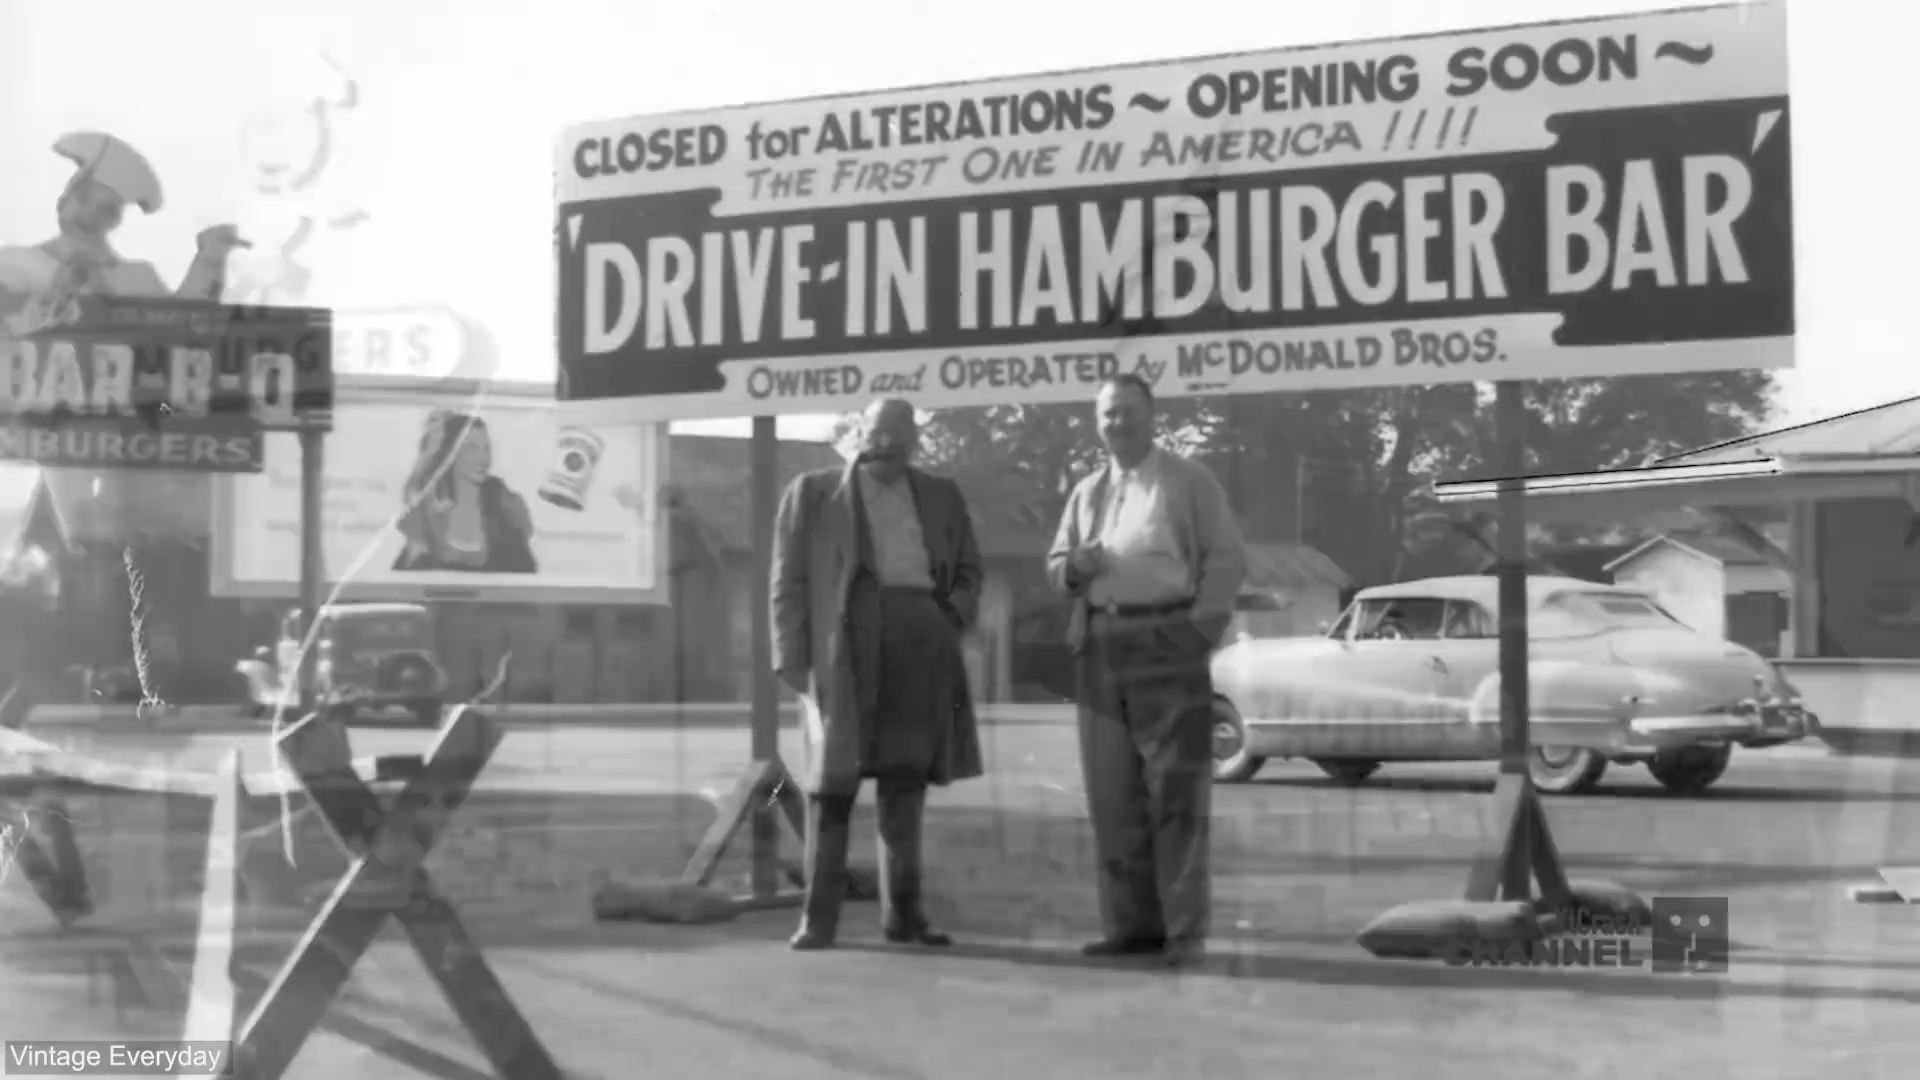 CLOSED for ALTERATIONS ~ OPENING SOON ~
THE FIRST ONE IN AMERICA !!!!
'DRIVE-IN HAMBURGER BAR'
OWNED and OPERATED by McDONALD BROS.
BAR-B-Q
BURGERS
ERS
CHANNEL
Vintage Everyday